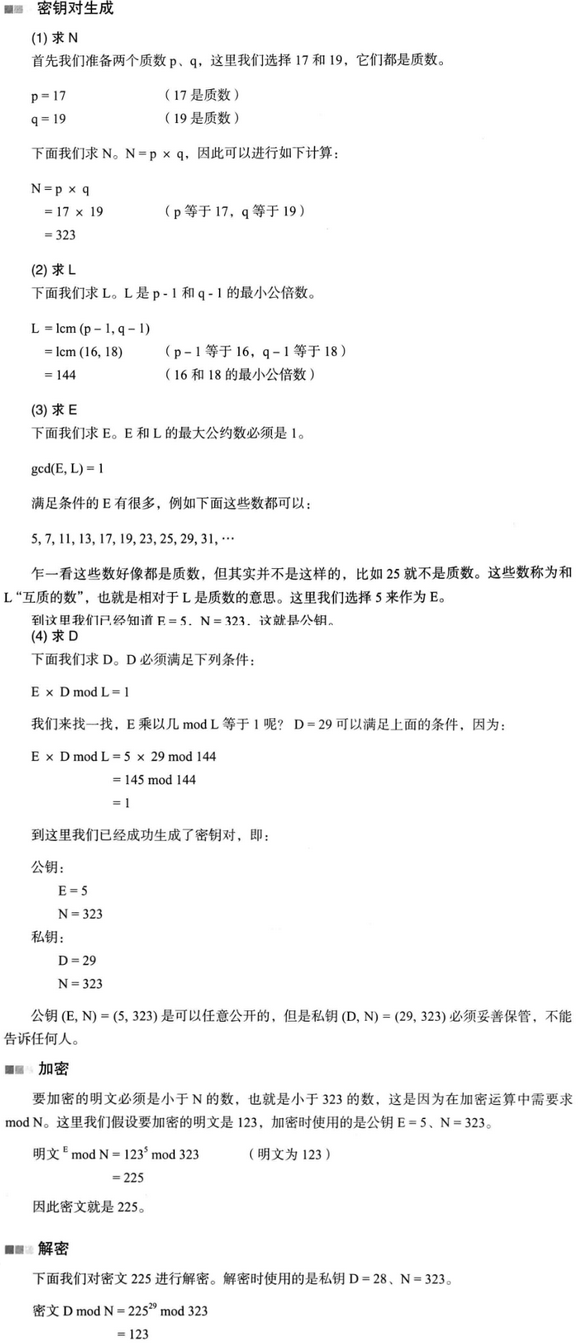 密钥对生成
(1) 求 N
首先我们准备两个质数 p、q，这里我们选择 17 和 19，它们都是质数。
p = 17 （17 是质数）
q = 19 （19 是质数）
下面我们求 N。N = p × q，因此可以进行如下计算：
N = p × q
= 17 × 19 （p 等于 17，q 等于 19）
= 323
(2) 求 L
下面我们求 L。L 是 p - 1 和 q - 1 的最小公倍数。
L = lcm (p – 1, q – 1)
= lcm (16, 18) （p – 1 等于 16，q – 1 等于 18）
= 144 （16 和 18 的最小公倍数）
(3) 求 E
下面我们求 E。E 和 L 的最大公约数必须是 1。
gcd(E, L) = 1
满足条件的 E 有很多，例如下面这些数都可以：
5, 7, 11, 13, 17, 19, 23, 25, 29, 31, …
乍一看这些数好像都是质数，但其实并不是这样的，比如 25 就不是质数。这些数称为和
L“互质的数”，也就是相对于 L 是质数的意思。这里我们选择 5 来作为 E。
到这里我们已经知道 E = 5，N = 323，这就是公钥。
(4) 求 D
下面我们求 D。D 必须满足下列条件：
E × D mod L = 1
我们来找一找，E 乘以几 mod L 等于 1 呢？ D = 29 可以满足上面的条件，因为：
E × D mod L = 5 × 29 mod 144
= 145 mod 144
= 1
到这里我们已经成功生成了密钥对，即：
公钥：
E = 5
N = 323
私钥：
D = 29
N = 323
公钥 (E, N) = (5, 323) 是可以任意公开的，但是私钥 (D, N) = (29, 323) 必须妥善保管，不能
告诉任何人。
加密
要加密的明文必须是小于 N 的数，也就是小于 323 的数，这是因为在加密运算中需要求
mod N。这里我们假设要加密的明文是 123，加密时使用的是公钥 E = 5、N = 323。
明文ᴱ mod N = 123⁵ mod 323 （明文为 123）
= 225
因此密文就是 225。
解密
下面我们对密文 225 进行解密。解密时使用的是私钥 D = 28、N = 323。
密文 D mod N = 225²⁹ mod 323
= 123